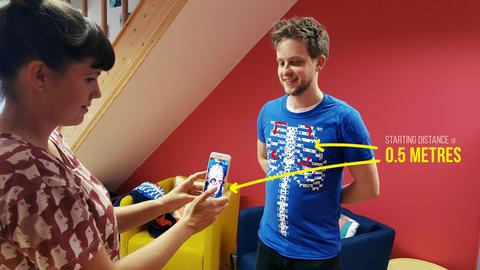 STARTING DISTANCE OF
0.5 METRES